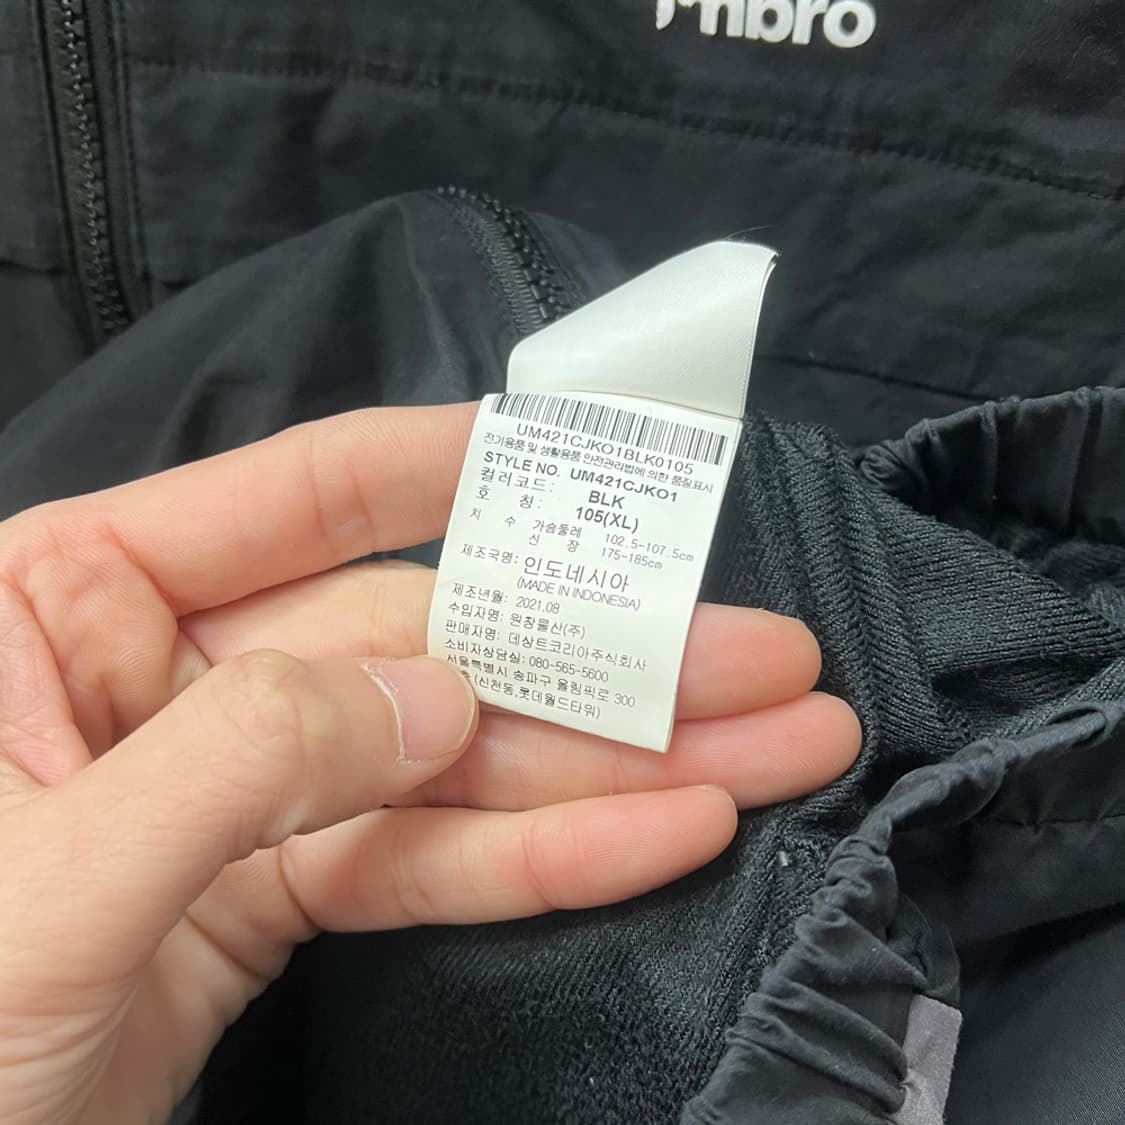 mbro
UM421CJKO1BLK0105
전기용품 및 생활용품 안전관리법에 의한 품질표시
STYLE NO. UM421CJKO1
컬러코드: BLK
호 칭: 105(XL)
치 수 가슴둘레 102.5-107.5cm
신 장 175-185cm
제조국명: 인도네시아
(MADE IN INDONESIA)
제조년월: 2021.08
수입자명: 원창물산(주)
판매자명: 데상트코리아주식회사
소비자상담실: 080-565-5600
서울특별시 송파구 올림픽로 300
층 (신천동,롯데월드타워)